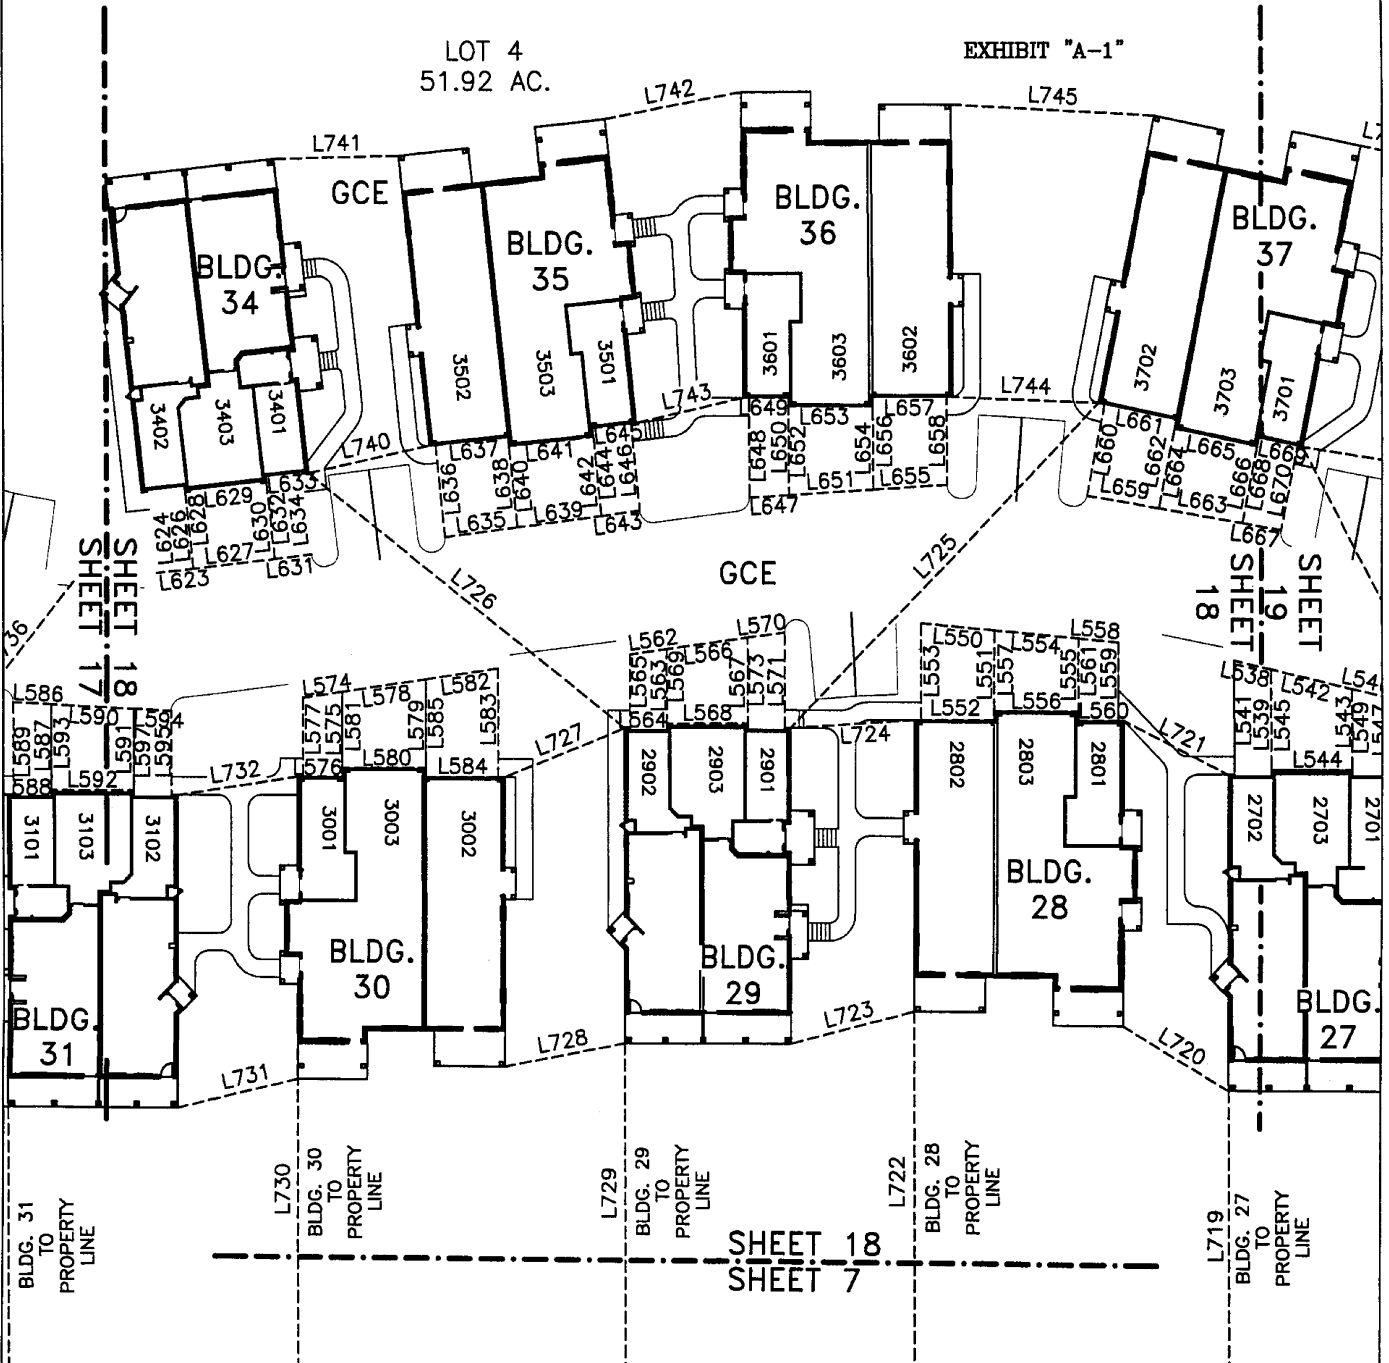 LOT 4
51.92 AC.
EXHIBIT "A-1"
L742
L745
L741
GCE
BLDG.
34
BLDG.
35
BLDG.
36
BLDG.
37
3402
3403
3401
3502
3503
3501
3601
3603
3602
3702
3703
3701
L740
L743
L744
L637
L641
L645
L649
L653
L657
L661
L665
L669
L629
L633
L624
L626
L628
L630
L632
L634
L636
L638
L640
L642
L644
L646
L648
L650
L652
L654
L656
L658
L660
L662
L664
L666
L668
L670
L623
L627
L631
L635
L639
L643
L647
L651
L655
L659
L663
L667
SHEET 18
SHEET 17
SHEET 19
SHEET 18
L726
L725
GCE
L586
L590
L594
L574
L578
L582
L562
L566
L570
L550
L554
L558
L538
L542
L589
L587
L593
L591
L597
L595
L577
L575
L581
L579
L585
L583
L565
L563
L569
L567
L573
L571
L553
L551
L557
L555
L561
L559
L541
L539
L545
L543
L549
L547
L588
L592
L732
L576
L580
L584
L727
L564
L568
L724
L552
L556
L560
L721
L544
3101
3103
3102
3001
3003
3002
2902
2903
2901
2802
2803
2801
2702
2703
2701
BLDG.
31
BLDG.
30
BLDG.
29
BLDG.
28
BLDG.
27
L731
L728
L723
L720
BLDG. 31
TO
PROPERTY
LINE
L730
BLDG. 30
TO
PROPERTY
LINE
L729
BLDG. 29
TO
PROPERTY
LINE
L722
BLDG. 28
TO
PROPERTY
LINE
L719
BLDG. 27
TO
PROPERTY
LINE
SHEET 18
SHEET 7